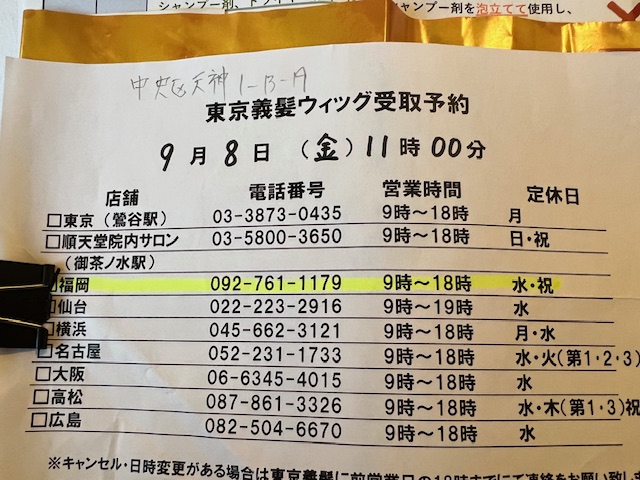 シャンプー剤、
シャンプー剤を泡立てて使用し、
中央区天神1-13-19
東京義髪ウィッグ受取予約
9月8日(金)11時00分
店舗 電話番号 営業時間 定休日
□東京(鶯谷駅) 03-3873-0435 9時~18時 月
□順天堂院内サロン 03-5800-3650 9時~18時 日・祝
(御茶ノ水駅)
□福岡 092-761-1179 9時~18時 水・祝
□仙台 022-223-2916 9時~19時 水
□横浜 045-662-3121 9時~18時 月・水
□名古屋 052-231-1733 9時~18時 水・火(第1・2・3)
□大阪 06-6345-4015 9時~18時 水
□高松 087-861-3326 9時~18時 水・木(第1・3)祝
□広島 082-504-6670 9時~18時 水
※キャンセル・日時変更がある場合は東京義髪に前営業日の18時までにご連絡をお願い致しま